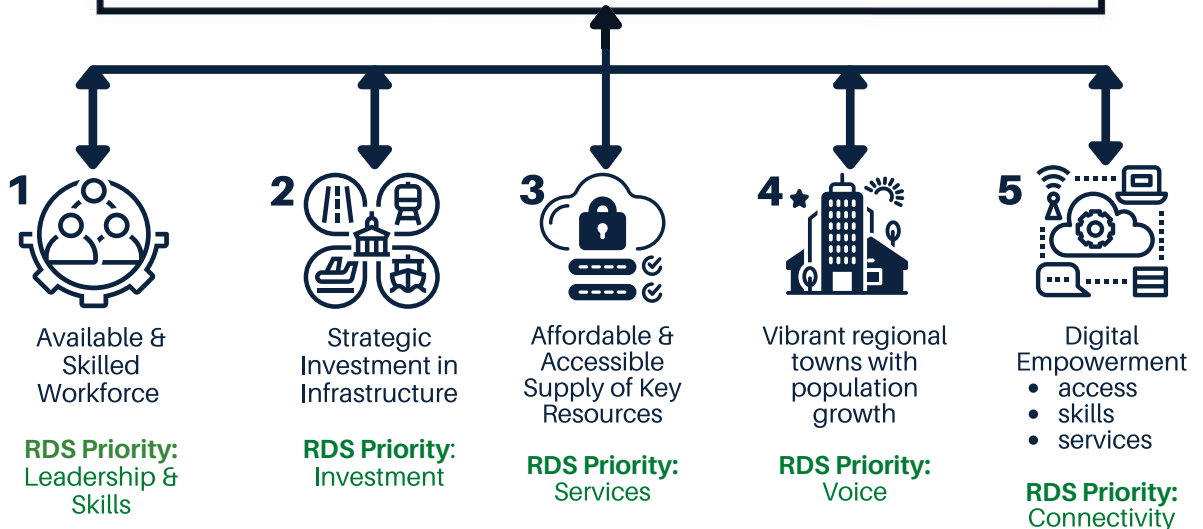 1
Available &
Skilled
Workforce
RDS Priority:
Leadership &
Skills
2
Strategic
Investment in
Infrastructure
RDS Priority:
Investment
3
Affordable &
Accessible
Supply of Key
Resources
RDS Priority:
Services
4
Vibrant regional
towns with
population
growth
RDS Priority:
Voice
5
Digital
Empowerment
• access
• skills
• services
RDS Priority:
Connectivity